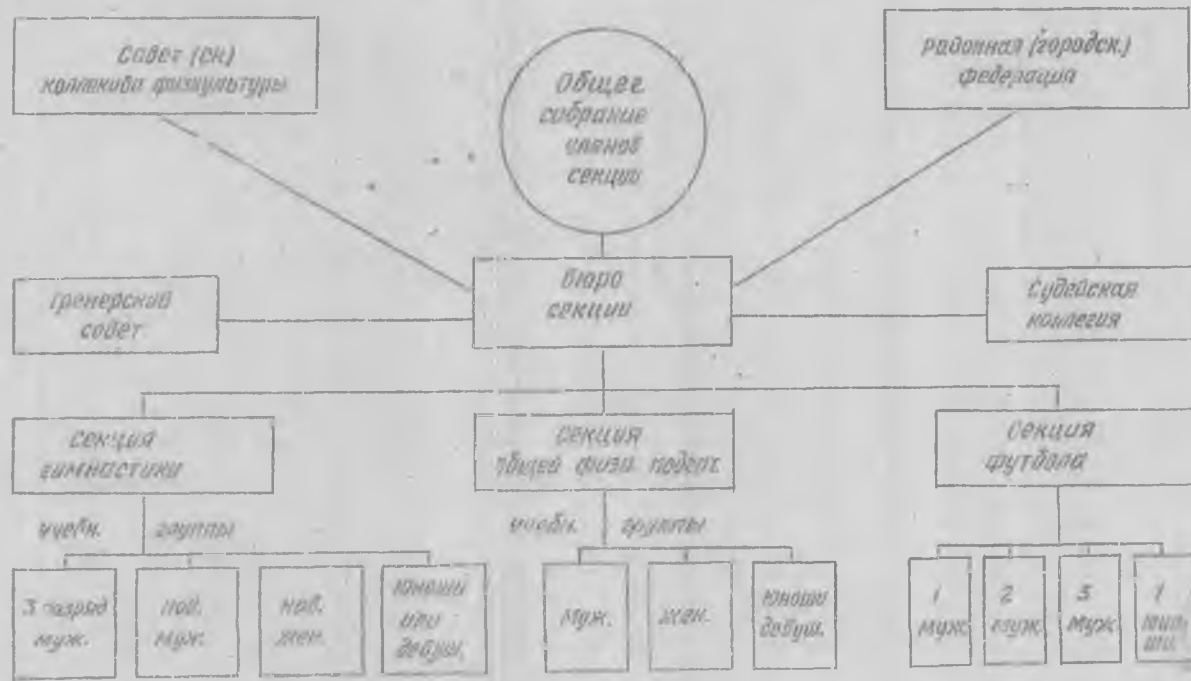 Совет (СК)
коллектива физкультуры
Общее
собрание
членов
секции
Районная (городск.)
федерация
бюро
секции
Тренерский
совет
Судейская
коллегия
Секция
гимнастики
Секция
общей физи. подгот.
Секция
футбола
учебн. группы
учебн. группы
3 разряд
муж.
нов.
муж.
нов.
жен.
Юноши
или
девуш.
муж.
жен.
Юноши
девуш.
1
муж.
2
муж.
3
муж.
1